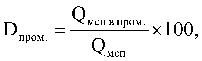 Dпром. = Qмсп в пром. / Qмсп ×100,